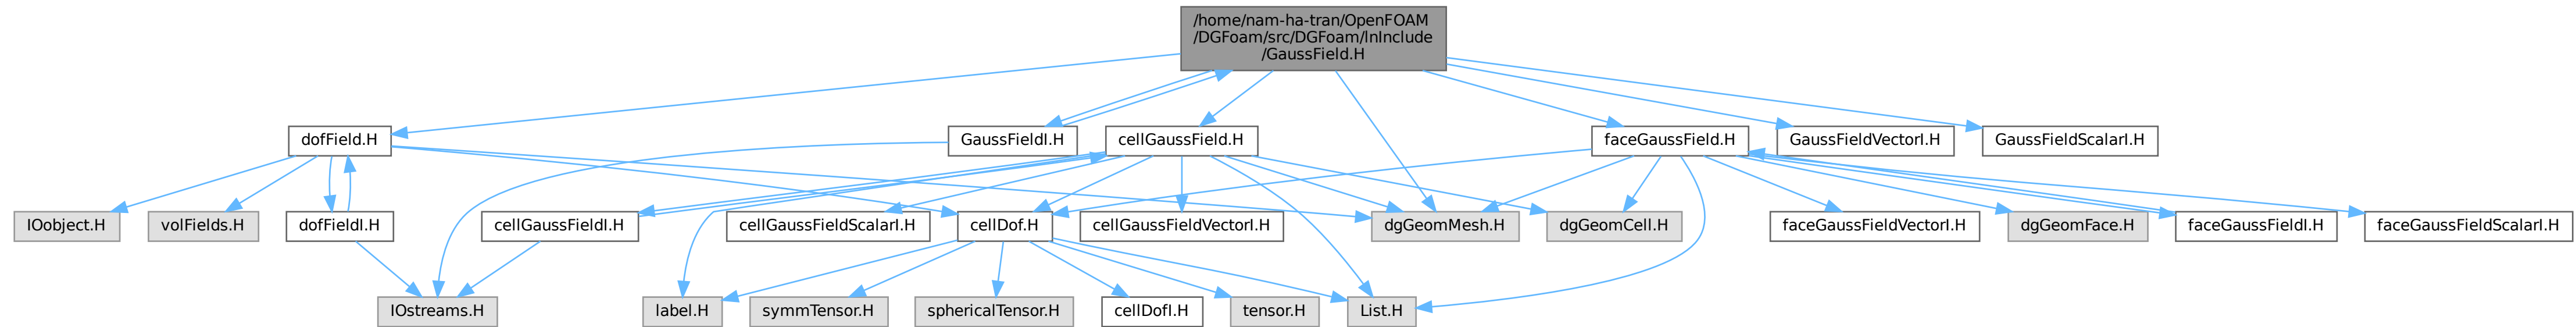 /home/nam-ha-tran/OpenFOAM
/DGFoam/src/DGFoam/lnInclude
/GaussField.H
dofField.H
GaussFieldI.H
cellGaussField.H
faceGaussField.H
GaussFieldVectorI.H
GaussFieldScalarI.H
IOobject.H
volFields.H
dofFieldI.H
cellGaussFieldI.H
cellGaussFieldScalarI.H
cellDof.H
cellGaussFieldVectorI.H
dgGeomMesh.H
dgGeomCell.H
faceGaussFieldVectorI.H
dgGeomFace.H
faceGaussFieldI.H
faceGaussFieldScalarI.H
IOstreams.H
label.H
symmTensor.H
sphericalTensor.H
cellDofI.H
tensor.H
List.H